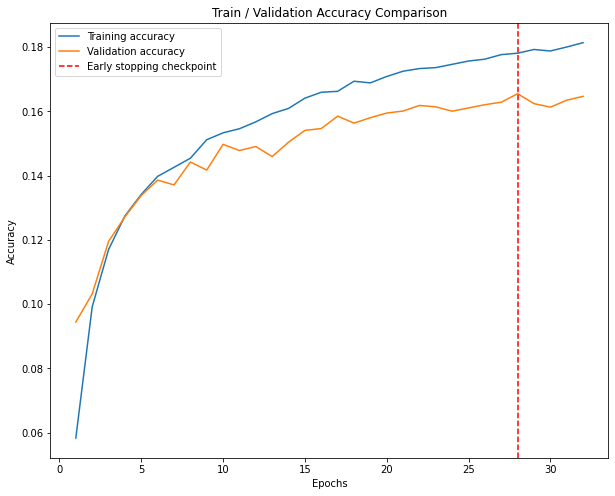 Train / Validation Accuracy Comparison
Training accuracy
Validation accuracy
Early stopping checkpoint
Accuracy
0.18
0.16
0.14
0.12
0.10
0.08
0.06
0 5 10 15 20 25 30
Epochs